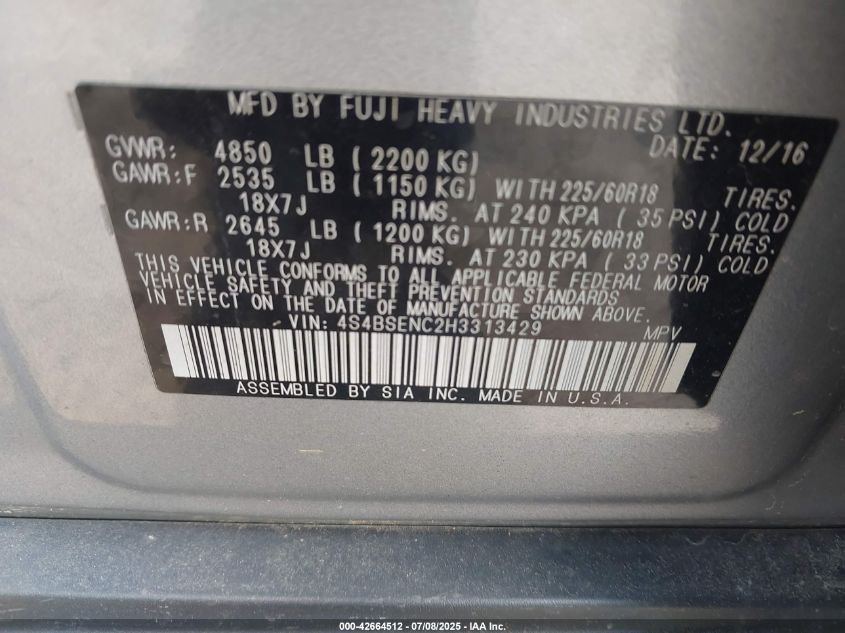 MFD BY FUJI HEAVY INDUSTRIES LTD.
GVWR: 4850 LB ( 2200 KG) DATE: 12/16
GAWR:F 2535 LB ( 1150 KG) WITH 225/60R18 TIRES.
18X7J RIMS. AT 240 KPA ( 35 PSI) COLD
GAWR:R 2645 LB ( 1200 KG) WITH 225/60R18 TIRES.
18X7J RIMS. AT 230 KPA ( 33 PSI) COLD
THIS VEHICLE CONFORMS TO ALL APPLICABLE FEDERAL MOTOR
VEHICLE SAFETY AND THEFT PREVENTION STANDARDS
IN EFFECT ON THE DATE OF MANUFACTURE SHOWN ABOVE.
VIN: 4S4BSENC2H3313429 MPV
ASSEMBLED BY SIA INC. MADE IN U.S.A.
000-42664512 - 07/08/2025 - IAA Inc.